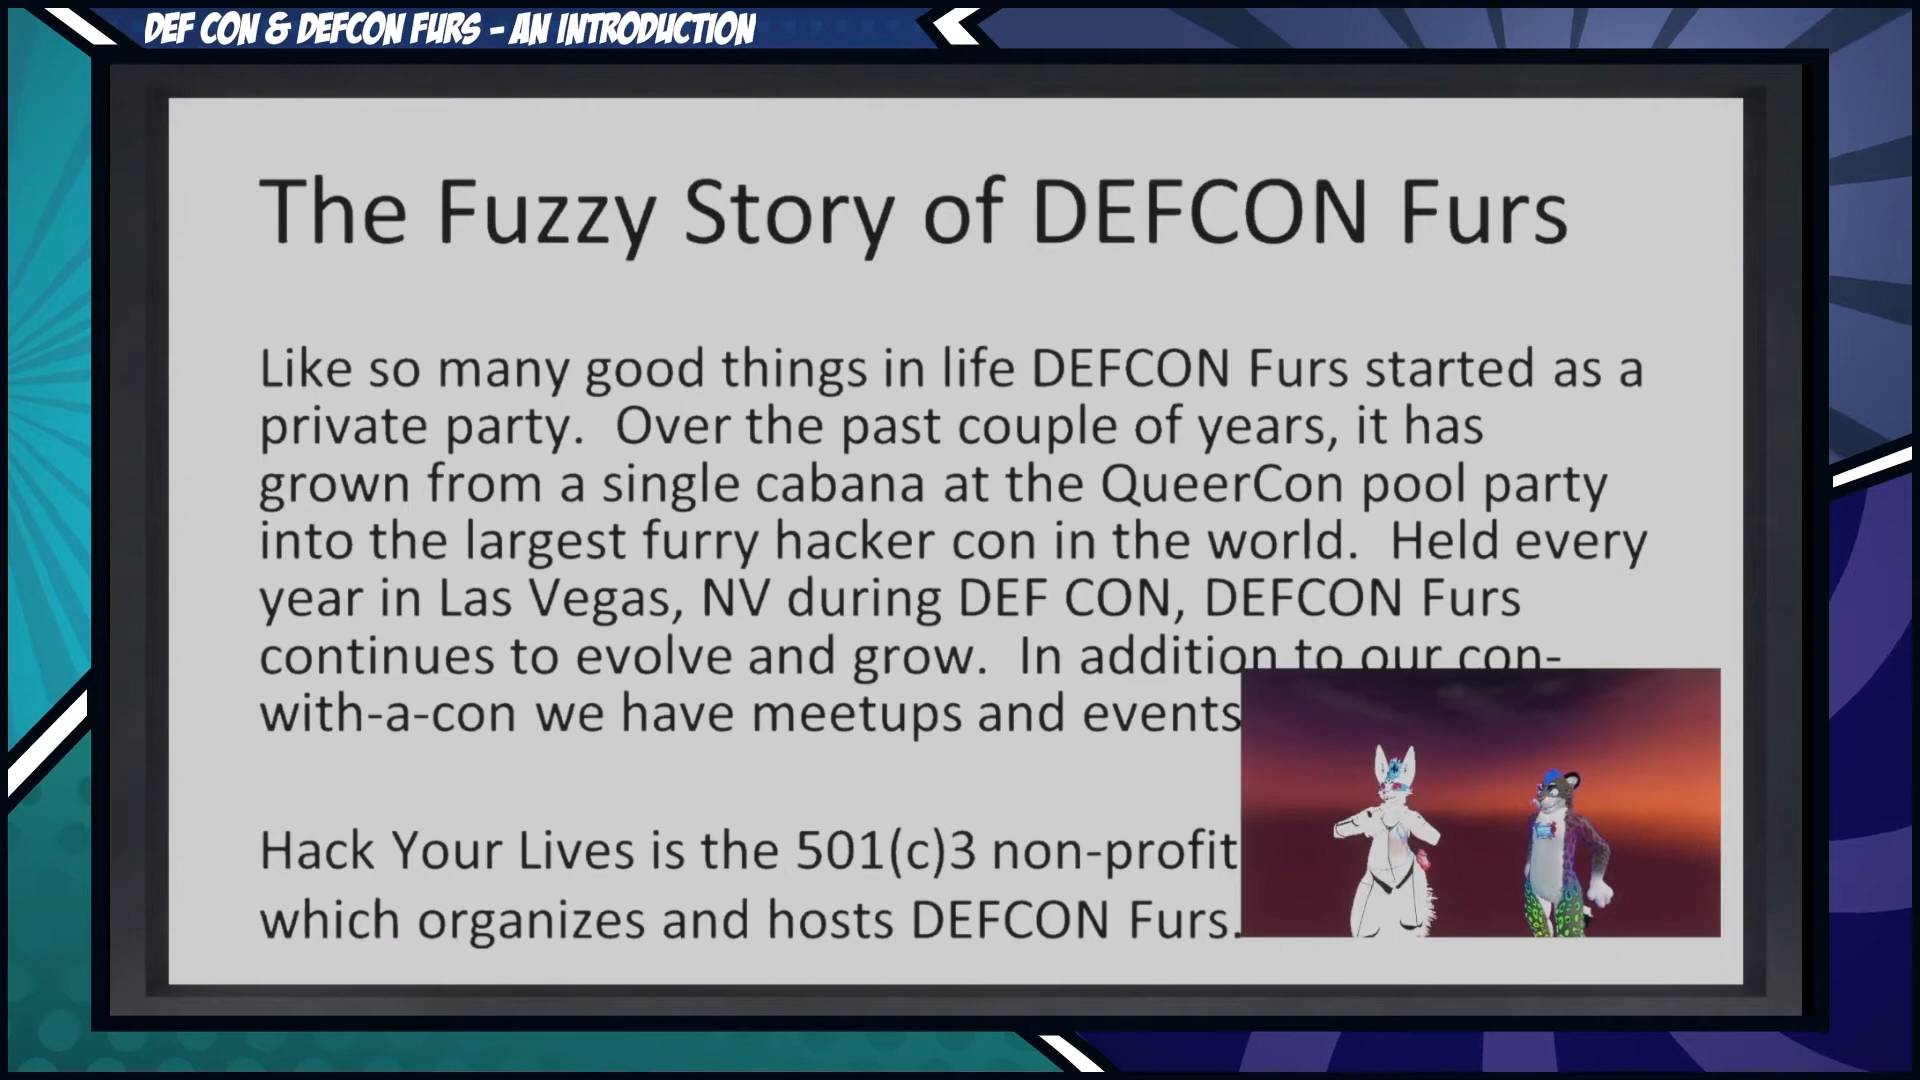 DEF CON & DEFCON FURS - AN INTRODUCTION
The Fuzzy Story of DEFCON Furs
Like so many good things in life DEFCON Furs started as a
private party.  Over the past couple of years, it has
grown from a single cabana at the QueerCon pool party
into the largest furry hacker con in the world.  Held every
year in Las Vegas, NV during DEF CON, DEFCON Furs
continues to evolve and grow.  In addition to our con-
with-a-con we have meetups and events
Hack Your Lives is the 501(c)3 non-profit
which organizes and hosts DEFCON Furs.